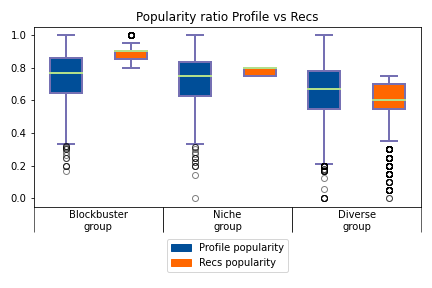 Popularity ratio Profile vs Recs
1.0
0.8
0.6
0.4
0.2
0.0
Blockbuster
group
Niche
group
Diverse
group
Profile popularity
Recs popularity